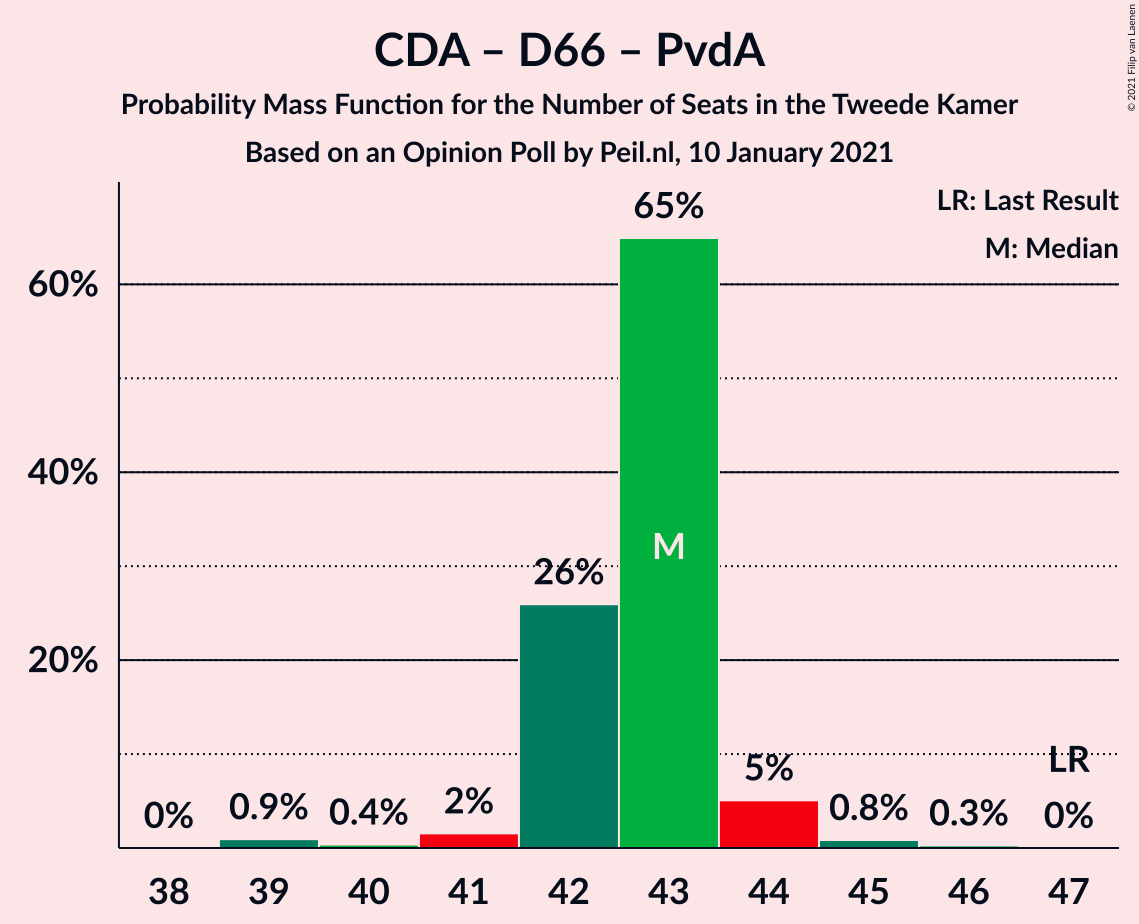 CDA – D66 – PvdA
Probability Mass Function for the Number of Seats in the Tweede Kamer
Based on an Opinion Poll by Peil.nl, 10 January 2021
© 2021 Filip van Laenen
LR: Last Result
M: Median
60%
40%
20%
0%
0.9%
0.4%
2%
26%
65%
M
5%
0.8%
0.3%
LR
0%
38 39 40 41 42 43 44 45 46 47